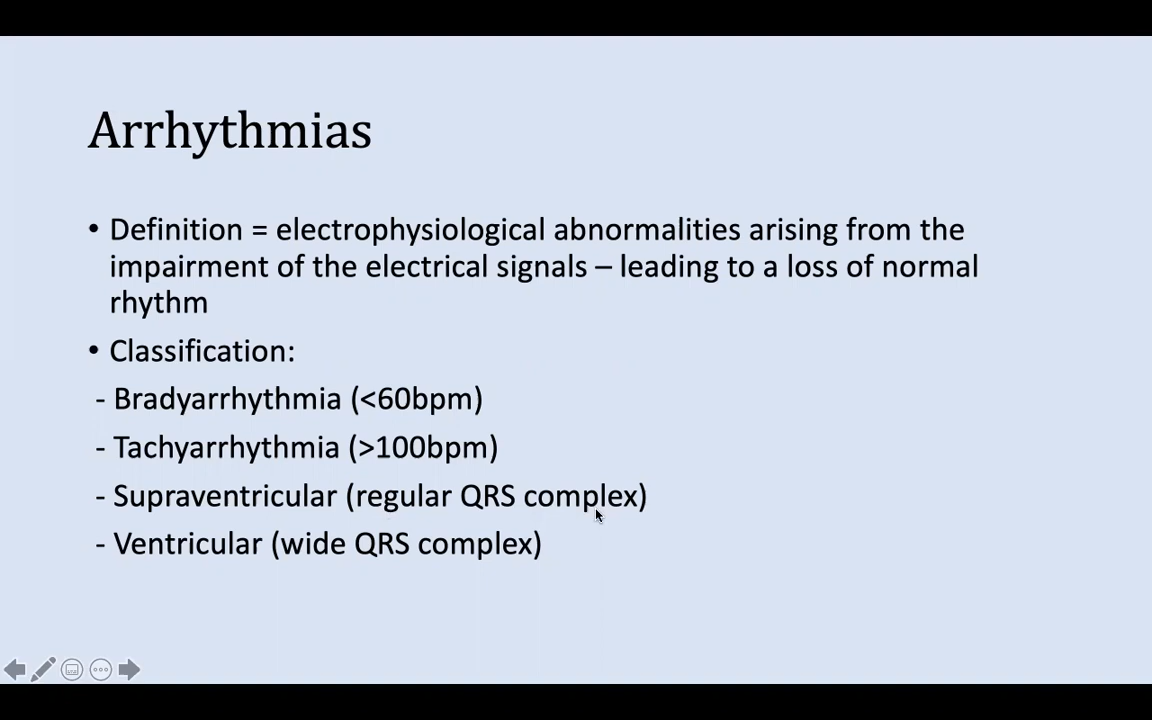 Arrhythmias
• Definition = electrophysiological abnormalities arising from the
impairment of the electrical signals – leading to a loss of normal
rhythm
• Classification:
- Bradyarrhythmia (<60bpm)
- Tachyarrhythmia (>100bpm)
- Supraventricular (regular QRS complex)
- Ventricular (wide QRS complex)